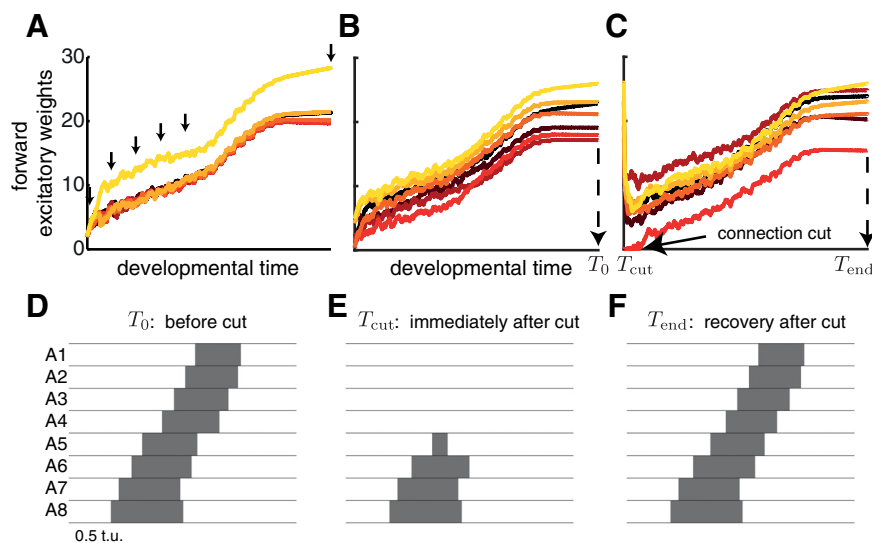 A B C
30
20
10
0
forward
excitatory weights
developmental time
developmental time
T0
connection cut
Tcut
Tend
D E F
T0: before cut
Tcut: immediately after cut
Tend: recovery after cut
A1
A2
A3
A4
A5
A6
A7
A8
0.5 t.u.